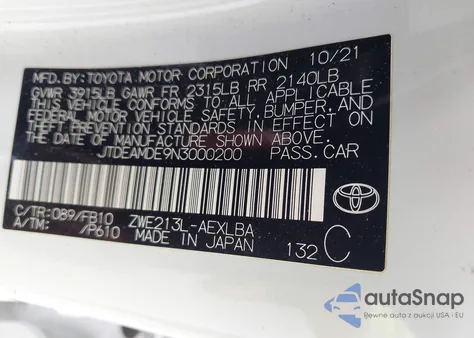 MFD. BY: TOYOTA MOTOR CORPORATION 10/21
GVWR 3915LB GAWR FR 2315LB RR 2140LB
THIS VEHICLE CONFORMS TO ALL APPLICABLE
FEDERAL MOTOR VEHICLE SAFETY, BUMPER, AND
THEFT PREVENTION STANDARDS IN EFFECT ON
THE DATE OF MANUFACTURE SHOWN ABOVE.
JTDEAMDE9N3000200 PASS.CAR
C/TR: 089/FB10 ZWE213L-AEXLBA
A/TM: /P610 MADE IN JAPAN 132 C
TOYOTA
autoSnap
Pewne auta z aukcji USA i EU